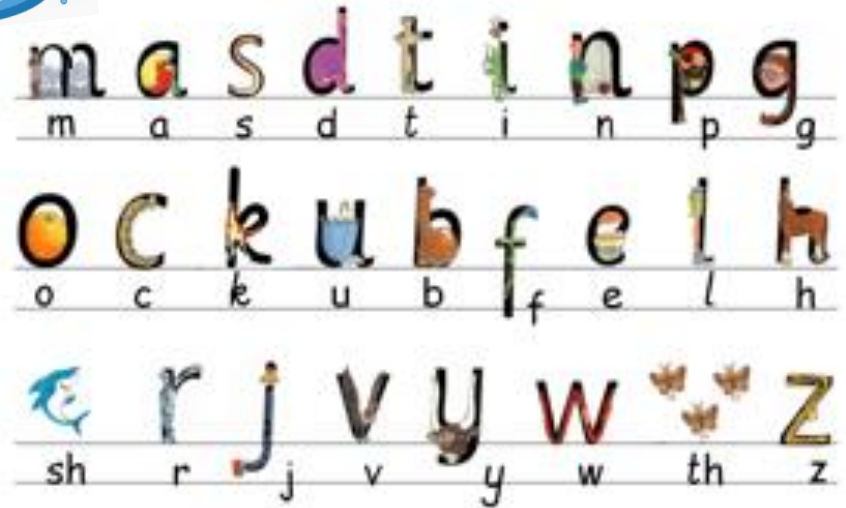 m a s d t i n p g
m a s d t i n p g
o c k u b f e l h
o c k u b f e l h
r j v y w z
sh r j v y w th z